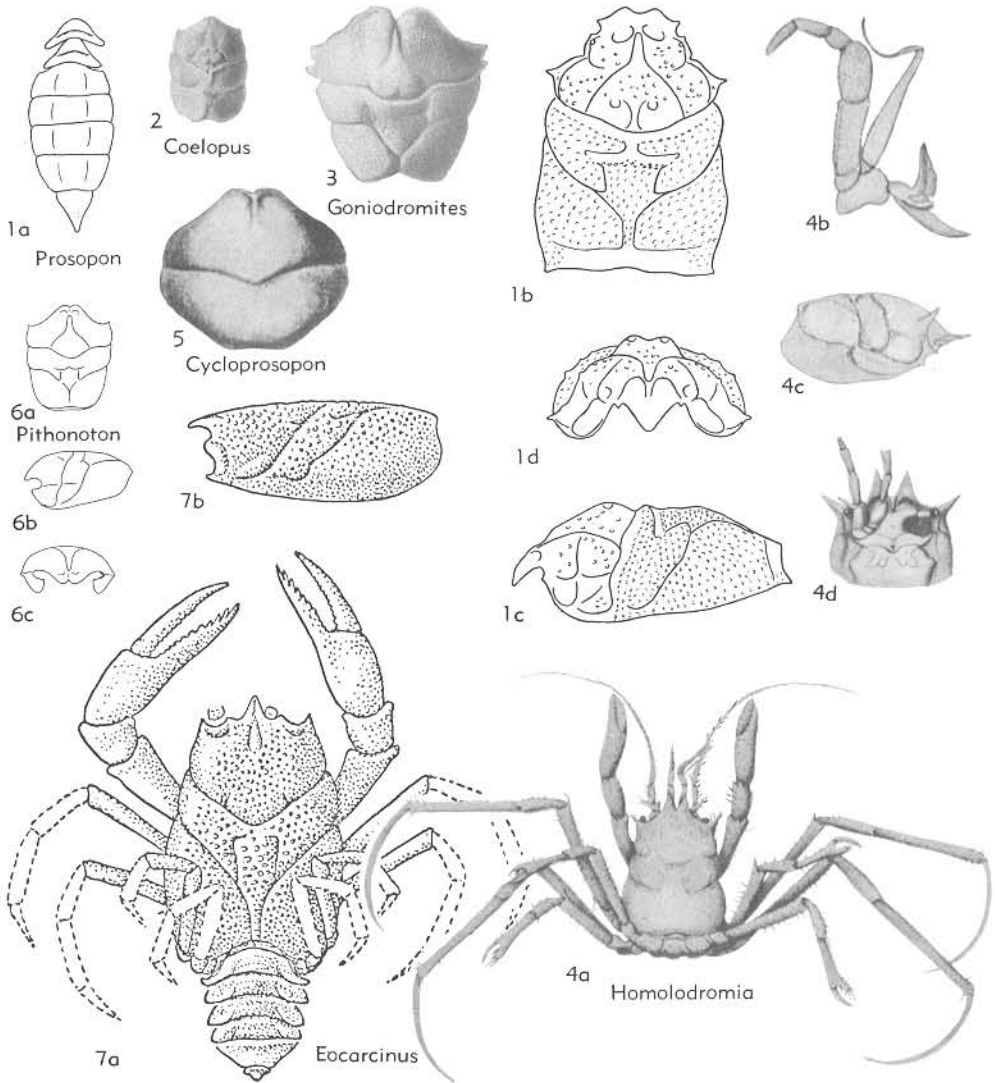 1a
Prosopon
2
Coelopus
3
Goniodromites
1b
4b
5
Cycloprosopon
4c
6a
Pithonoton
6b
6c
7b
1d
1c
4d
7a
Eocarcinus
4a
Homolodromia